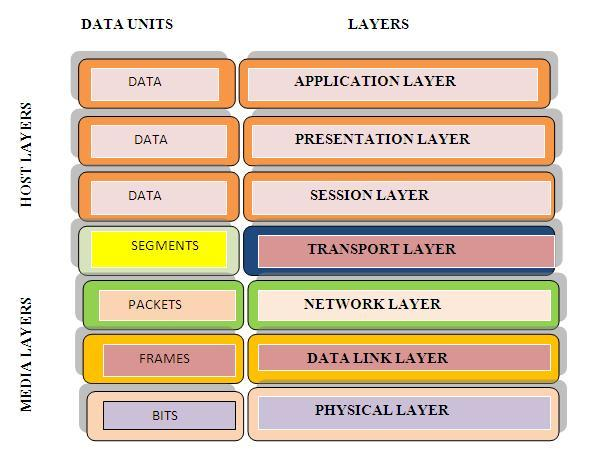 DATA UNITS LAYERS
DATA APPLICATION LAYER
DATA PRESENTATION LAYER
DATA SESSION LAYER
HOST LAYERS
SEGMENTS TRANSPORT LAYER
PACKETS NETWORK LAYER
FRAMES DATA LINK LAYER
BITS PHYSICAL LAYER
MEDIA LAYERS